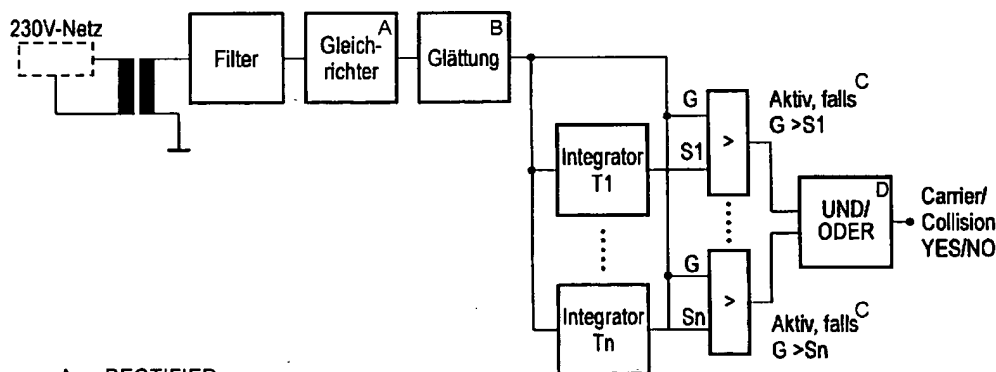 230V-Netz
Filter
Gleich-
richter
A
Glättung
B
G
S1
>
Aktiv, falls C
G >S1
Integrator
T1
UND/
ODER
D
Carrier/
Collision
YES/NO
G
Sn
>
Integrator
Tn
Aktiv, falls C
G >Sn
A
RECTIFIER